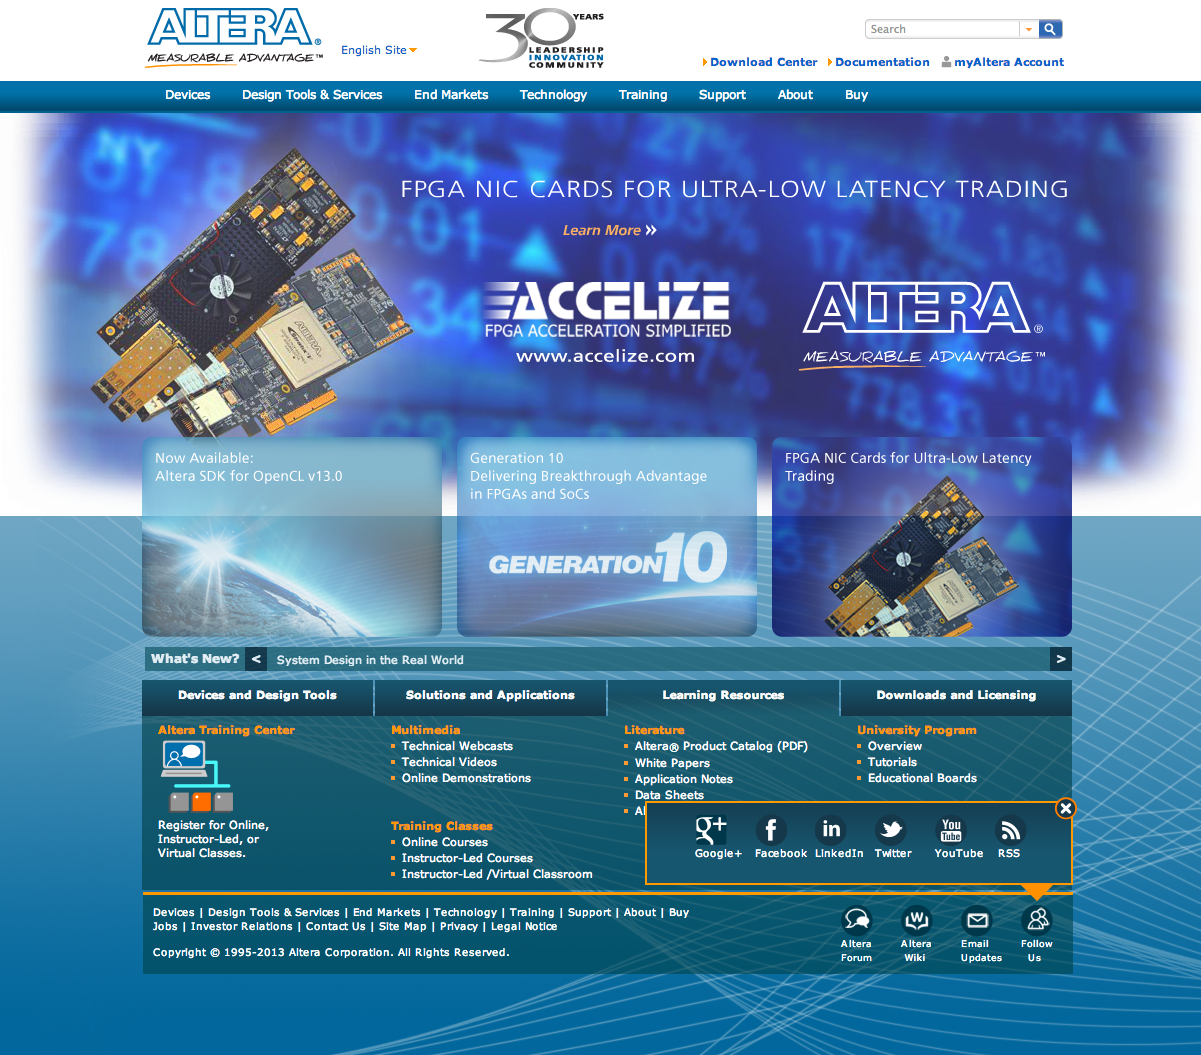 ALTERA®
MEASURABLE ADVANTAGE™
English Site
30 YEARS
LEADERSHIP
INNOVATION
COMMUNITY
Search
Download Center
Documentation
myAltera Account
Devices
Design Tools & Services
End Markets
Technology
Training
Support
About
Buy
NY
FPGA NIC CARDS FOR ULTRA-LOW LATENCY TRADING
Learn More »
ACCELIZE
FPGA ACCELERATION SIMPLIFIED
www.accelize.com
ALTERA®
MEASURABLE ADVANTAGE™
ALTERA
Now Available:
Altera SDK for OpenCL v13.0
Generation 10
Delivering Breakthrough Advantage
in FPGAs and SoCs
GENERATION10
FPGA NIC Cards for Ultra-Low Latency
Trading
What's New? < System Design in the Real World >
Devices and Design Tools
Solutions and Applications
Learning Resources
Downloads and Licensing
Altera Training Center
Register for Online,
Instructor-Led, or
Virtual Classes.
Multimedia
Technical Webcasts
Technical Videos
Online Demonstrations
Training Classes
Online Courses
Instructor-Led Courses
Instructor-Led /Virtual Classroom
Literature
Altera® Product Catalog (PDF)
White Papers
Application Notes
Data Sheets
University Program
Overview
Tutorials
Educational Boards
Google+
Facebook
LinkedIn
Twitter
YouTube
RSS
Devices | Design Tools & Services | End Markets | Technology | Training | Support | About | Buy
Jobs | Investor Relations | Contact Us | Site Map | Privacy | Legal Notice
Copyright © 1995-2013 Altera Corporation. All Rights Reserved.
Altera
Forum
Altera
Wiki
Email
Updates
Follow
Us